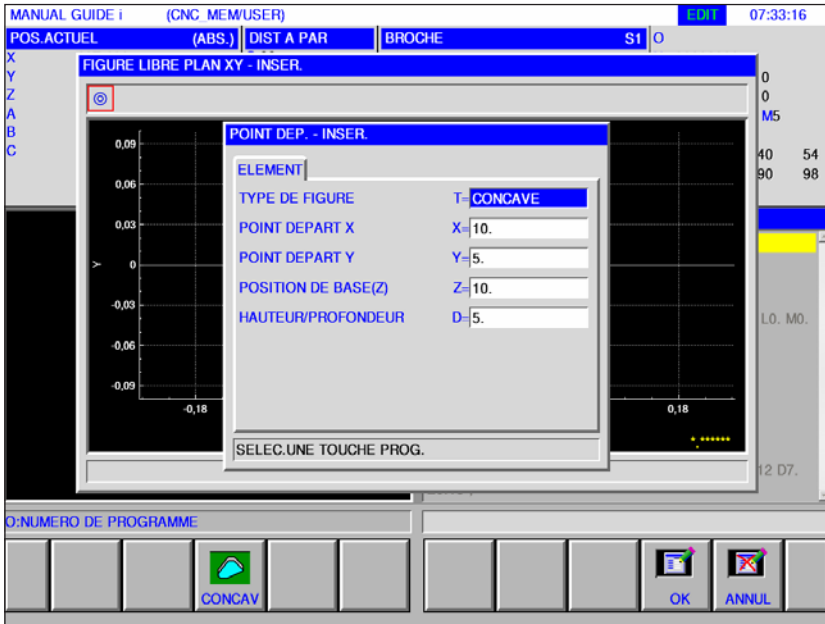 MANUAL GUIDE i (CNC_MEM/USER) EDIT 07:33:16
POS.ACTUEL (ABS.) DIST A PAR BROCHE S1 O
X
FIGURE LIBRE PLAN XY - INSER.
Y 0
Z 0
A M5
B
C 40 54
90 98
POINT DEP. - INSER.
ELEMENT
TYPE DE FIGURE T= CONCAVE
POINT DEPART X X= 10.
POINT DEPART Y Y= 5.
POSITION DE BASE(Z) Z= 10.
HAUTEUR/PROFONDEUR D= 5.
SELEC.UNE TOUCHE PROG.
0,09
0,06
0,03
Y 0
-0,03
-0,06
-0,09
-0,18 0,18
*.******
L0. M0.
12 D7.
O:NUMERO DE PROGRAMME
CONCAV OK ANNUL